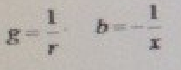 g = 1/r   b = -1/x